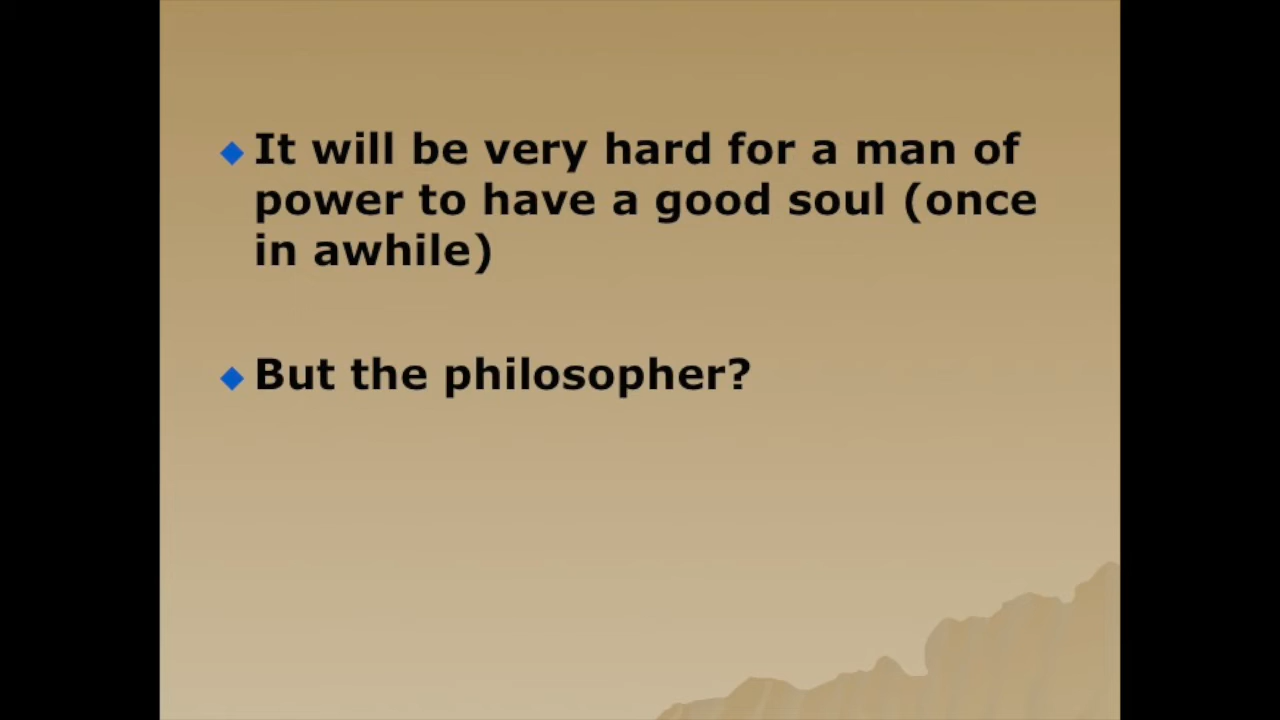 It will be very hard for a man of
power to have a good soul (once
in awhile)
But the philosopher?